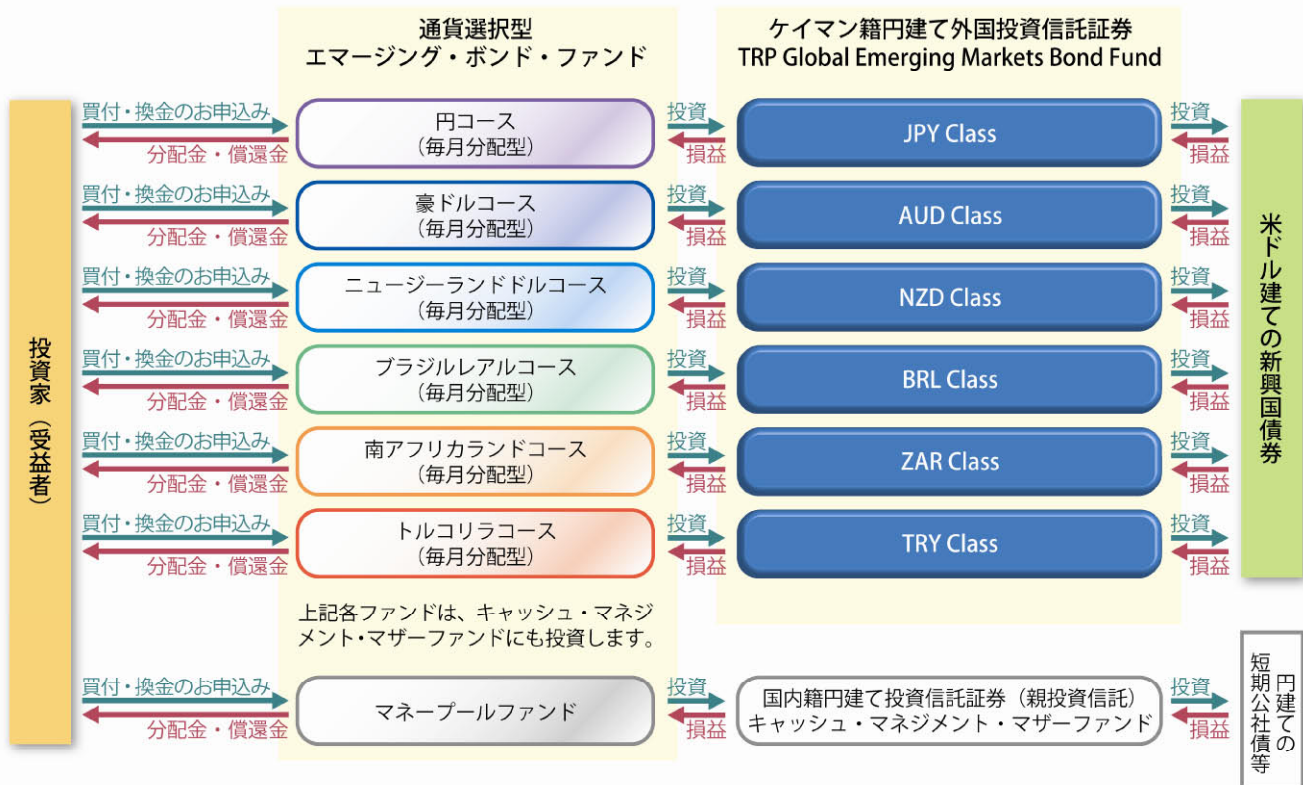 通貨選択型
エマージング・ボンド・ファンド
ケイマン籍円建て外国投資信託証券
TRP Global Emerging Markets Bond Fund
投資家（受益者）
買付・換金のお申込み
分配金・償還金
円コース
（毎月分配型）
投資
損益
JPY Class
投資
損益
買付・換金のお申込み
分配金・償還金
豪ドルコース
（毎月分配型）
投資
損益
AUD Class
投資
損益
買付・換金のお申込み
分配金・償還金
ニュージーランドドルコース
（毎月分配型）
投資
損益
NZD Class
投資
損益
買付・換金のお申込み
分配金・償還金
ブラジルレアルコース
（毎月分配型）
投資
損益
BRL Class
投資
損益
買付・換金のお申込み
分配金・償還金
南アフリカランドコース
（毎月分配型）
投資
損益
ZAR Class
投資
損益
買付・換金のお申込み
分配金・償還金
トルコリラコース
（毎月分配型）
投資
損益
TRY Class
投資
損益
米ドル建ての新興国債券
上記各ファンドは、キャッシュ・マネジ
メント・マザーファンドにも投資します。
買付・換金のお申込み
分配金・償還金
マネープールファンド
投資
損益
国内籍円建て投資信託証券（親投資信託）
キャッシュ・マネジメント・マザーファンド
投資
損益
円建ての
短期公社債等